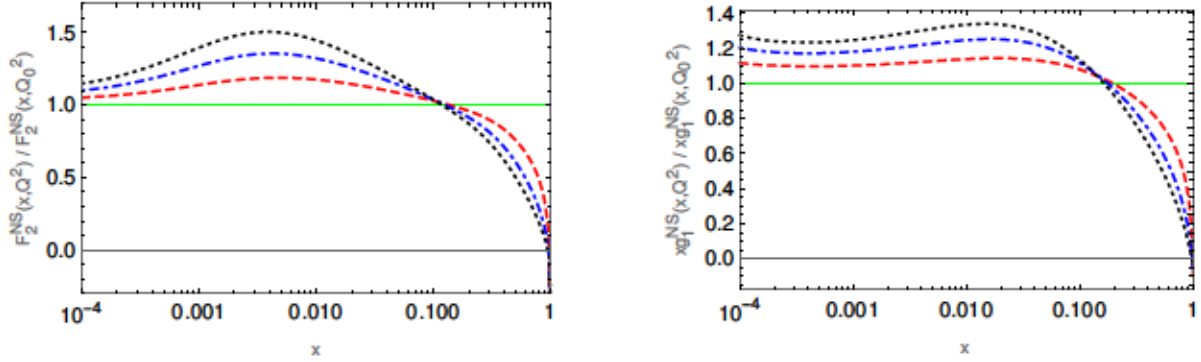 F₂^NS(x,Q²) / F₂^NS(x,Q₀²)
1.5
1.0
0.5
0.0
10⁻⁴ 0.001 0.010 0.100 1
x
xg₁^NS(x,Q²) / xg₁^NS(x,Q₀²)
1.4
1.2
1.0
0.8
0.6
0.4
0.2
0.0
10⁻⁴ 0.001 0.010 0.100 1
x